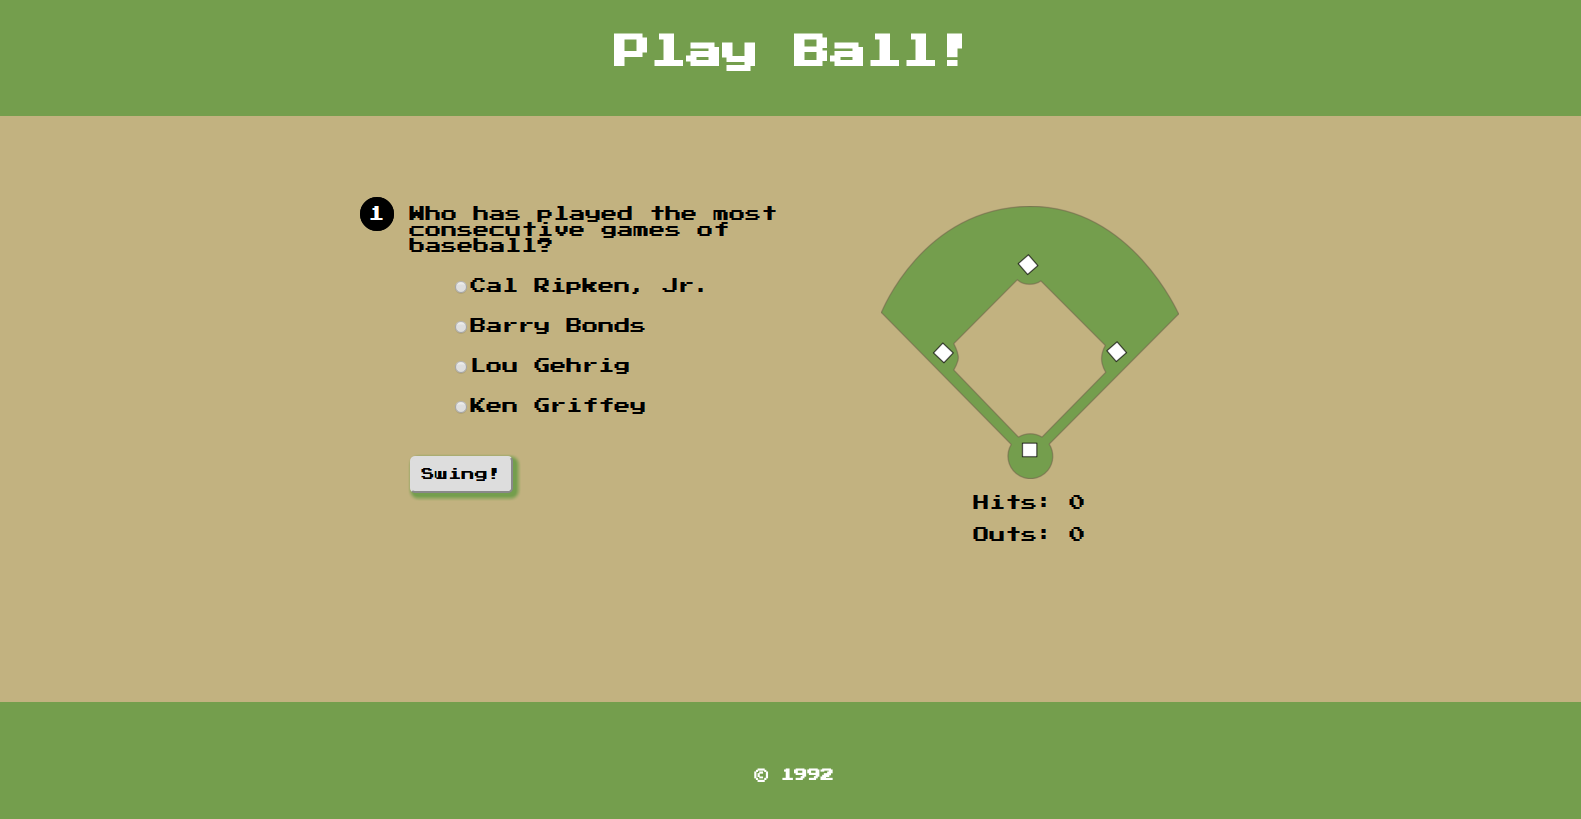 Play Ball!
1
Who has played the most
consecutive games of
baseball?
Cal Ripken, Jr.
Barry Bonds
Lou Gehrig
Ken Griffey
Swing!
Hits: 0
Outs: 0
© 1992